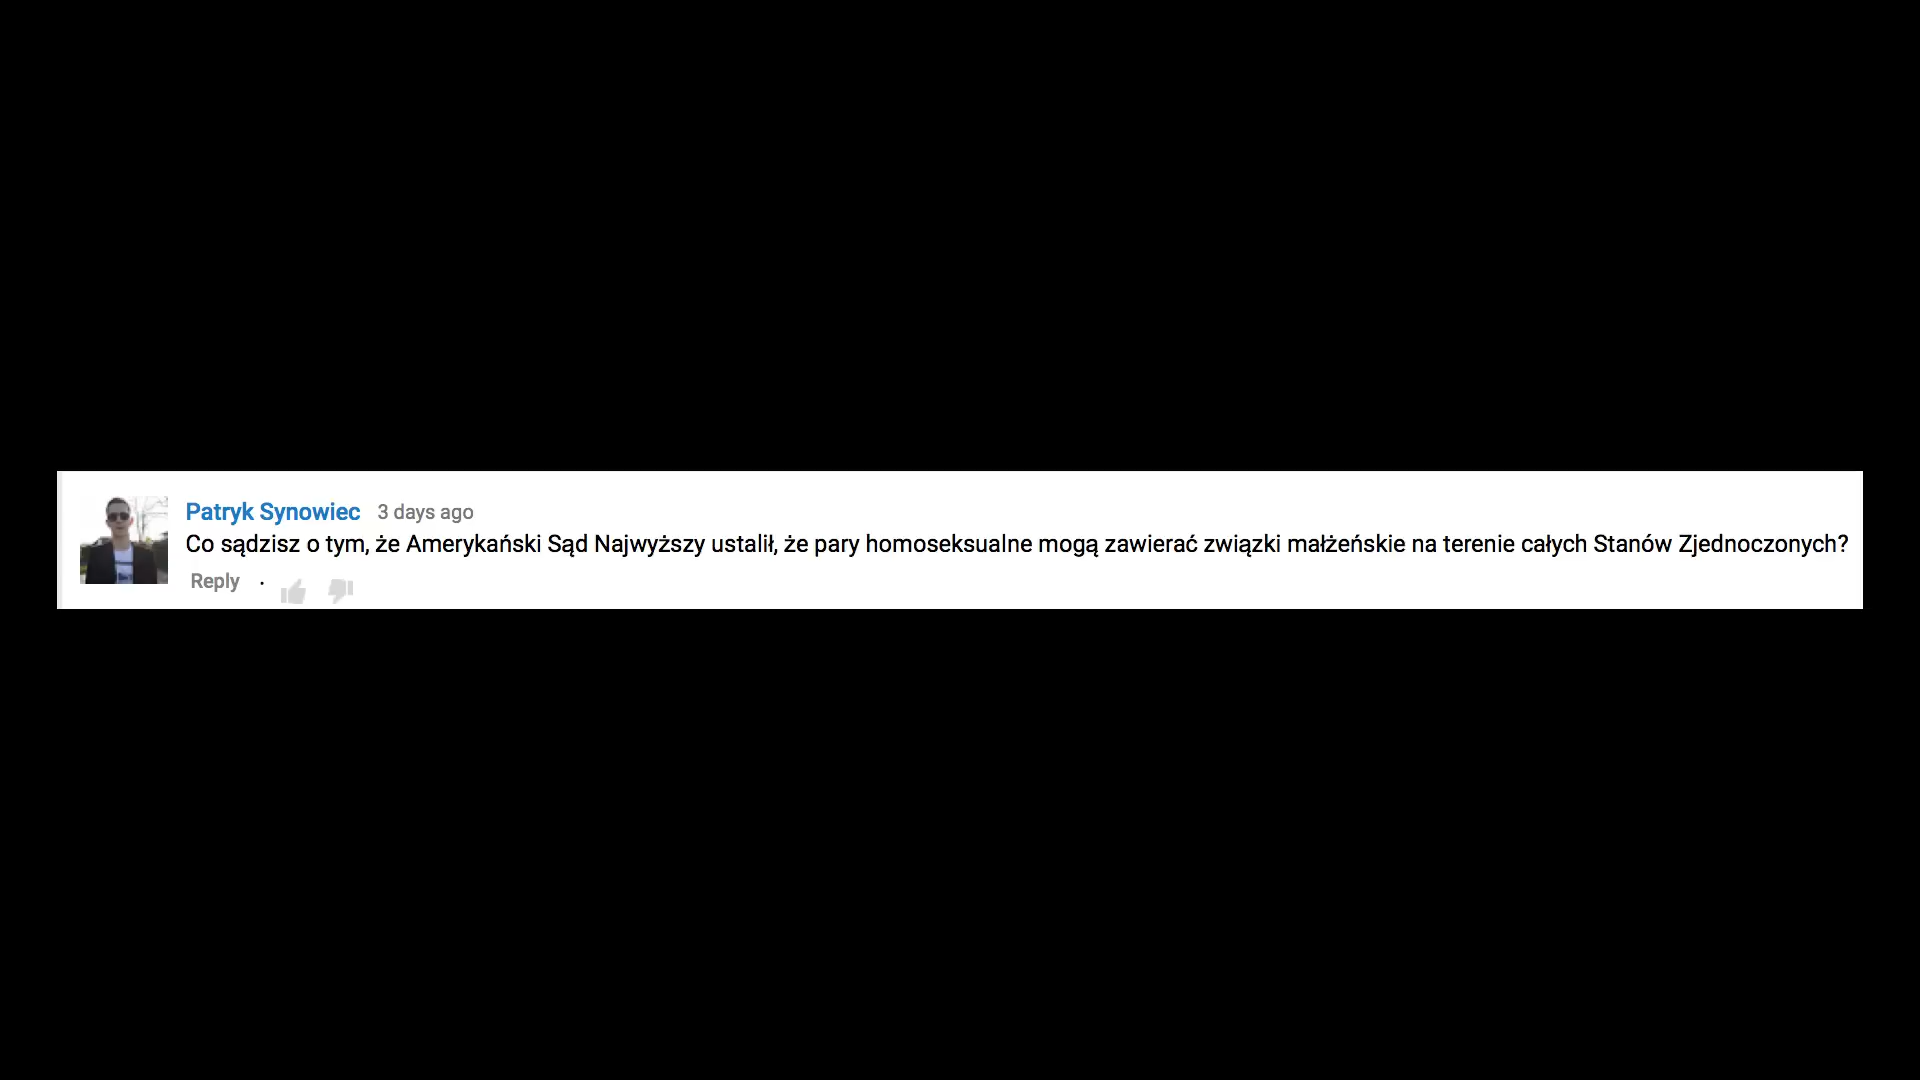 Patryk Synowiec 3 days ago
Co sądzisz o tym, że Amerykański Sąd Najwyższy ustalił, że pary homoseksualne mogą zawierać związki małżeńskie na terenie całych Stanów Zjednoczonych?
Reply ·